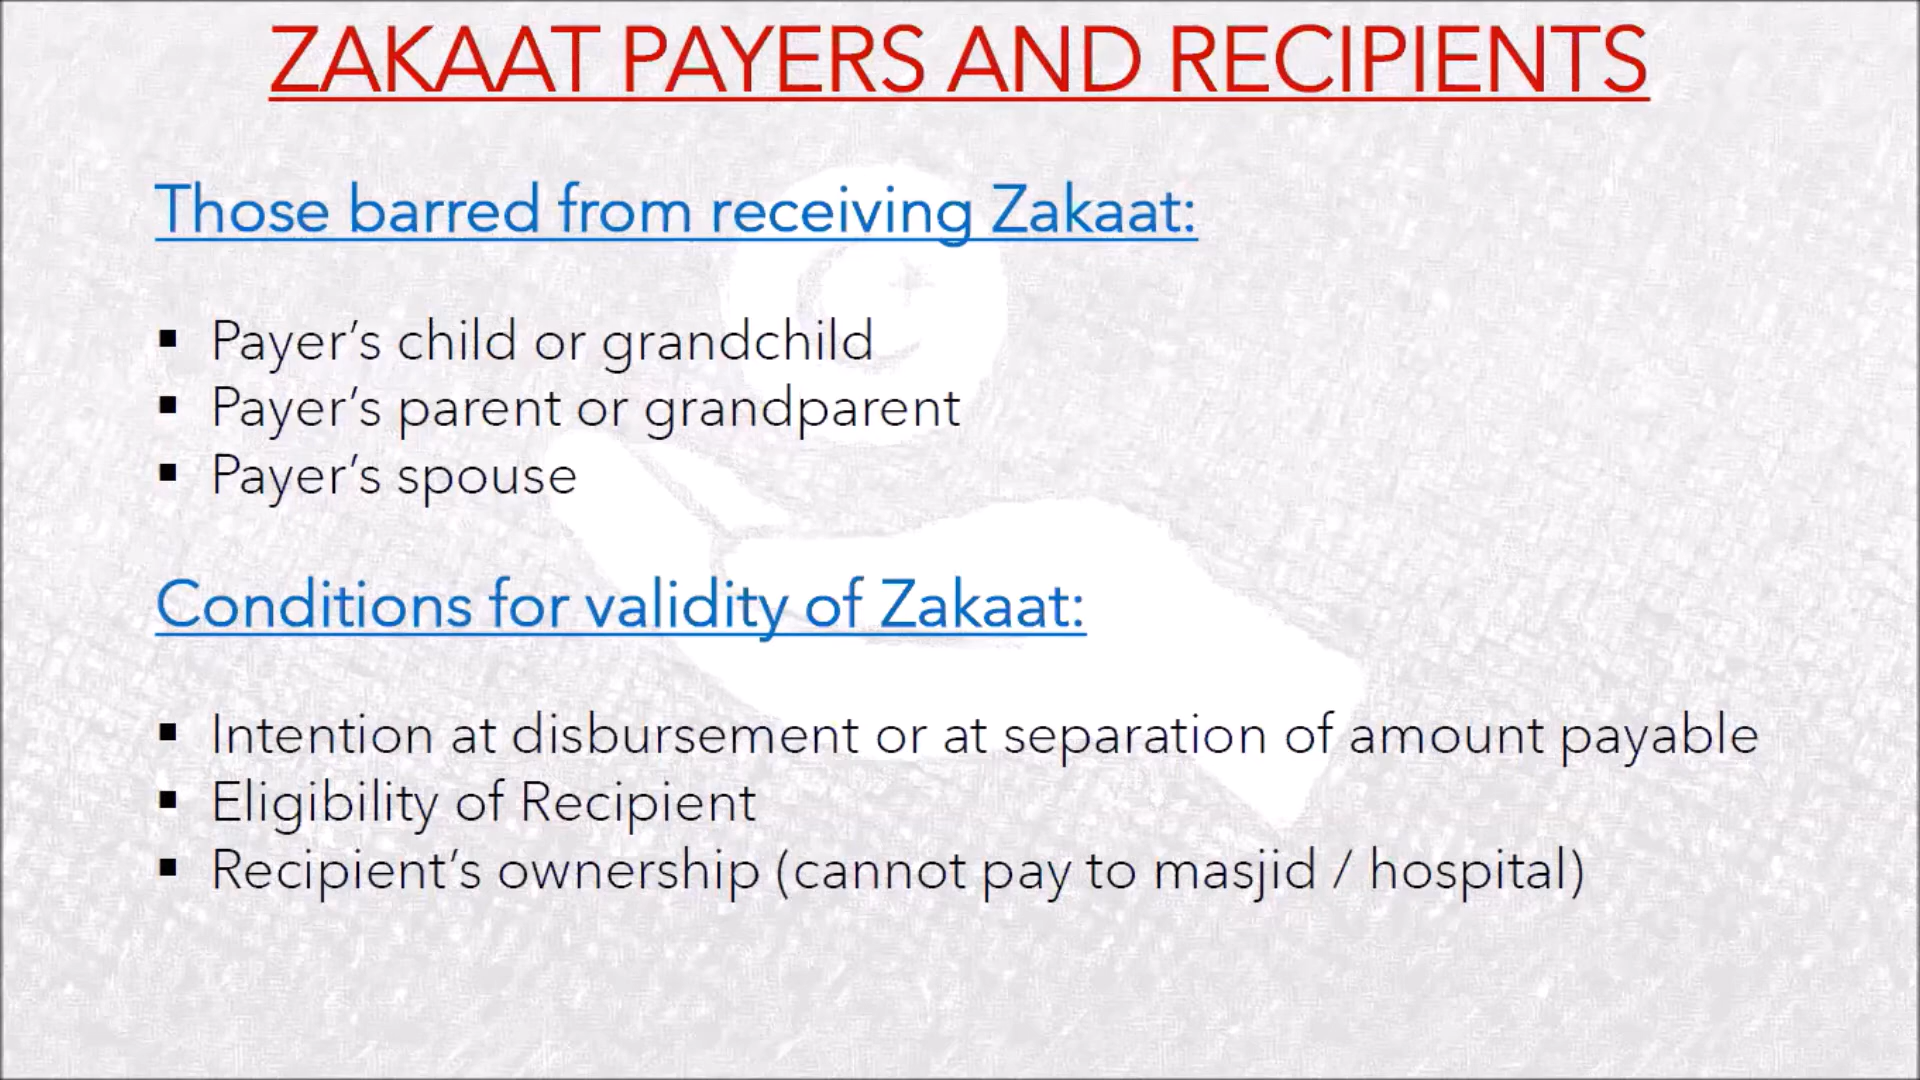 ZAKAAT PAYERS AND RECIPIENTS
Those barred from receiving Zakaat:
▪ Payer’s child or grandchild
▪ Payer’s parent or grandparent
▪ Payer’s spouse
Conditions for validity of Zakaat:
▪ Intention at disbursement or at separation of amount payable
▪ Eligibility of Recipient
▪ Recipient’s ownership (cannot pay to masjid / hospital)